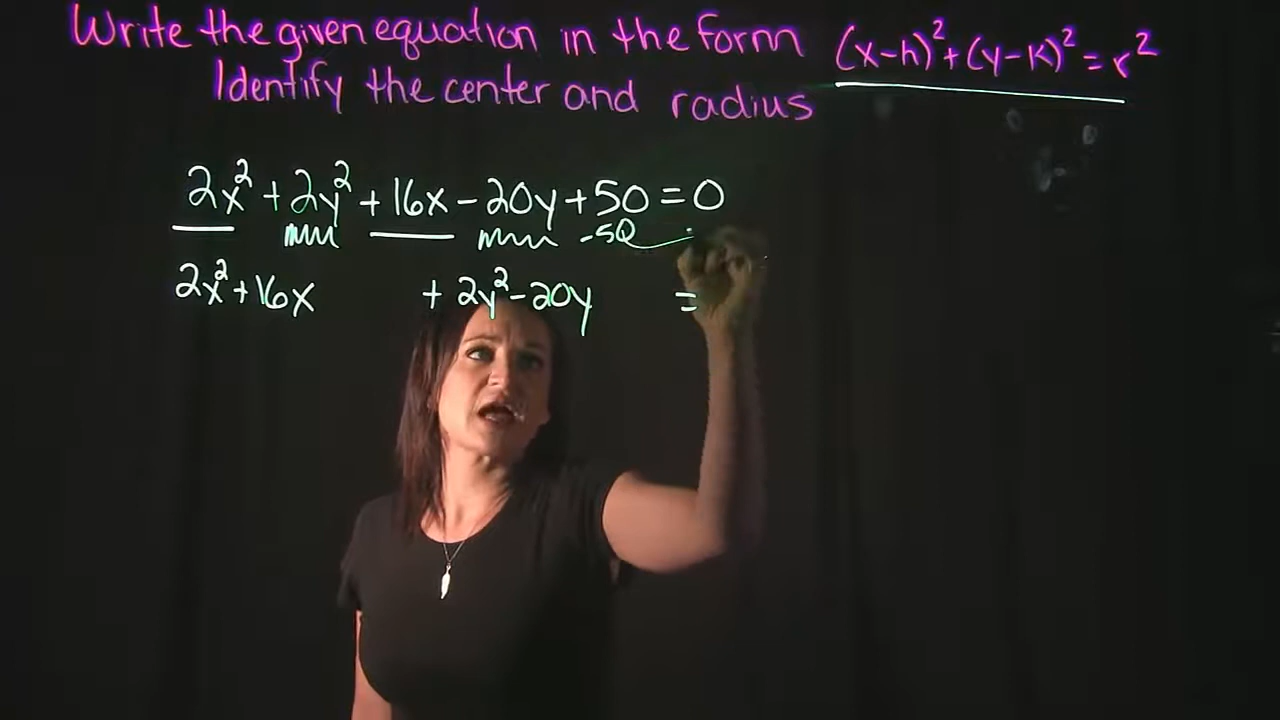 Write the given equation in the form (x-h)²+(y-k)²=r²
Identify the center and radius
2x²+2y²+16x-20y+50=0
-50
2x²+16x +2y²-20y =